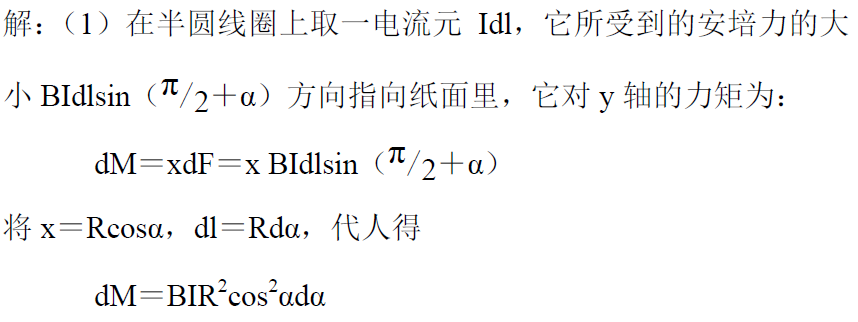 解：（1）在半圆线圈上取一电流元 Idl，它所受到的安培力的大
小 BIdlsin（π/2＋α）方向指向纸面里，它对 y 轴的力矩为：
dM＝xdF＝x BIdlsin（π/2＋α）
将 x＝Rcosα，dl＝Rdα，代人得
dM＝BIR²cos²αdα